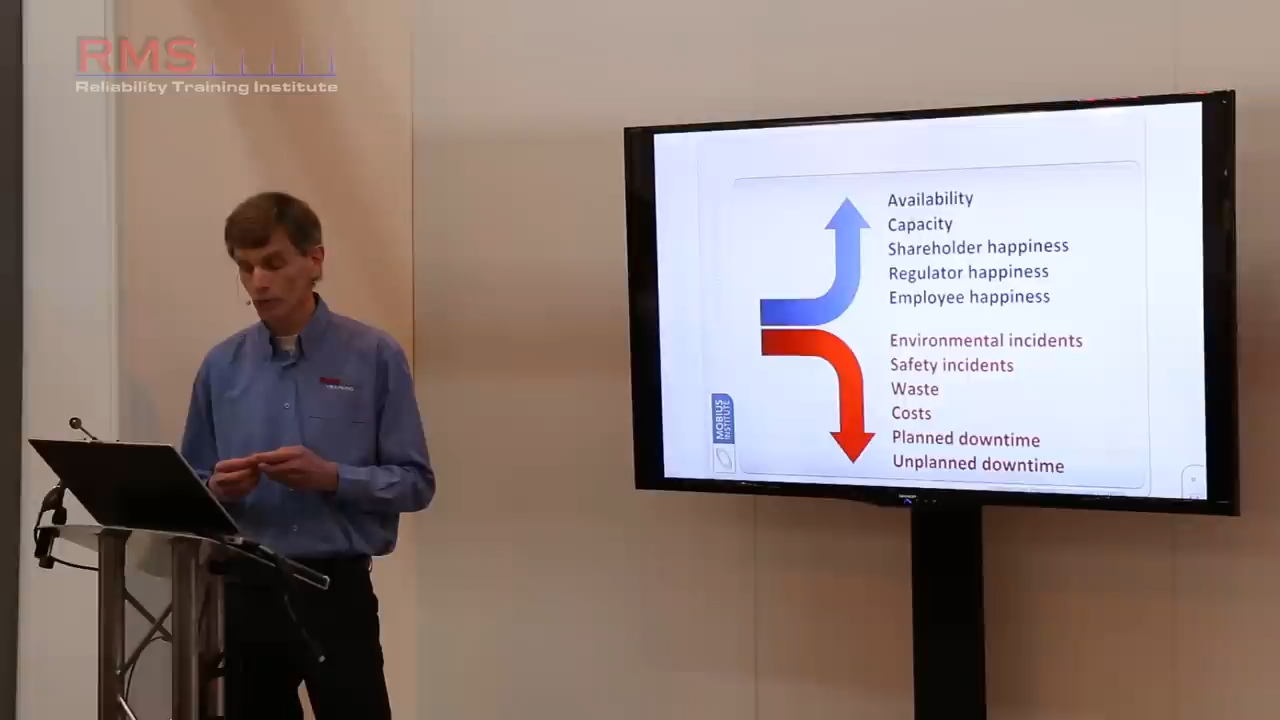 RMS
Reliability Training Institute
Availability
Capacity
Shareholder happiness
Regulator happiness
Employee happiness
Environmental incidents
Safety incidents
Waste
Costs
Planned downtime
Unplanned downtime
MOBIUS
INSTITUTE